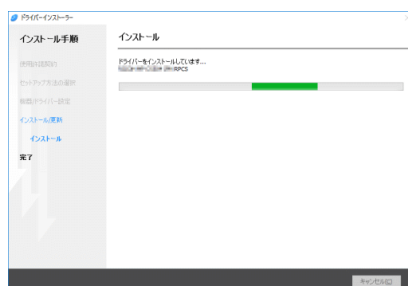 ドライバーインストーラー
インストール手順
インストール
使用許諾契約
ドライバーをインストールしています...
RPCS
セットアップ方法の選択
機器/ドライバー設定
インストール/更新
インストール
完了
キャンセル(C)